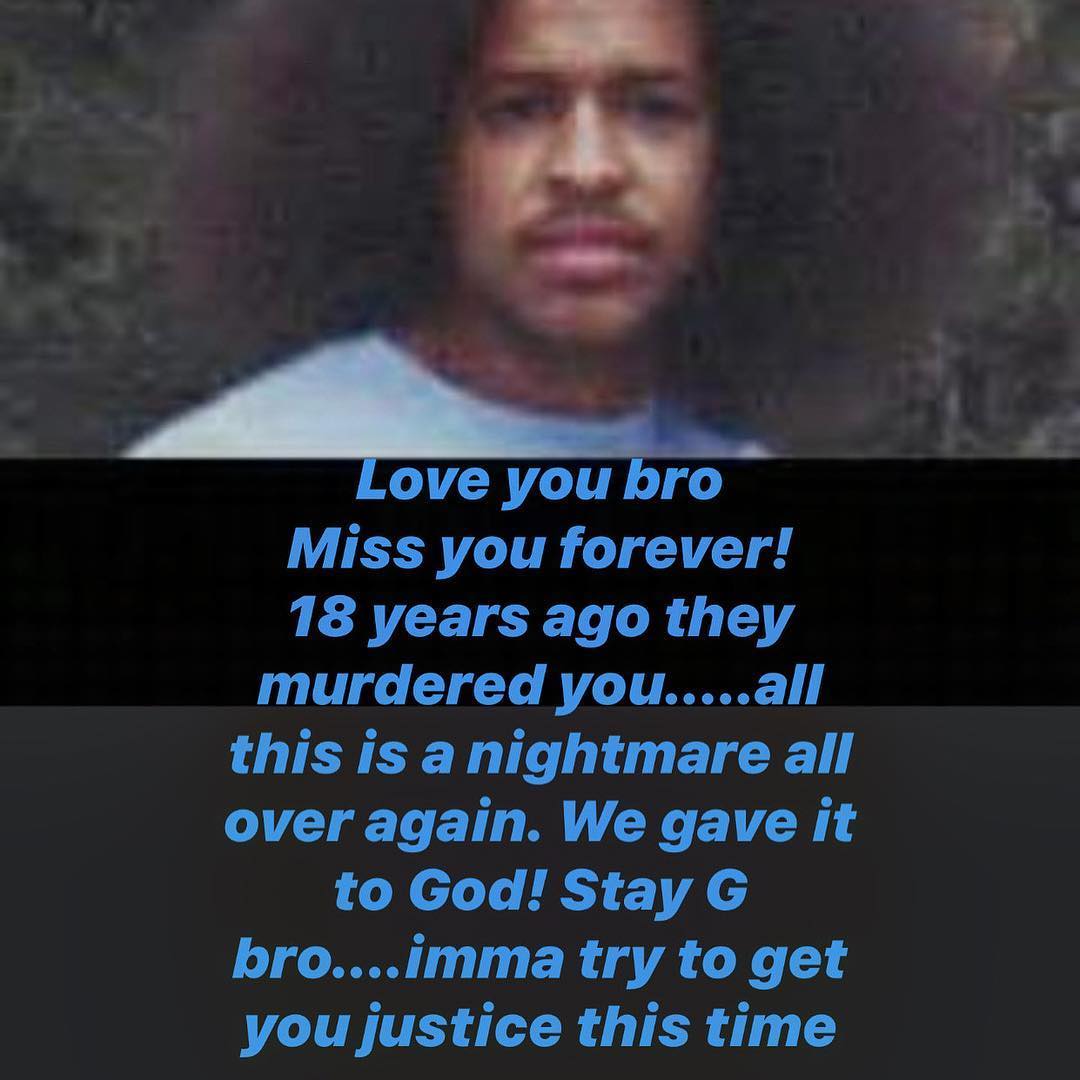 Love you bro
Miss you forever!
18 years ago they
murdered you.....all
this is a nightmare all
over again. We gave it
to God! Stay G
bro....imma try to get
you justice this time